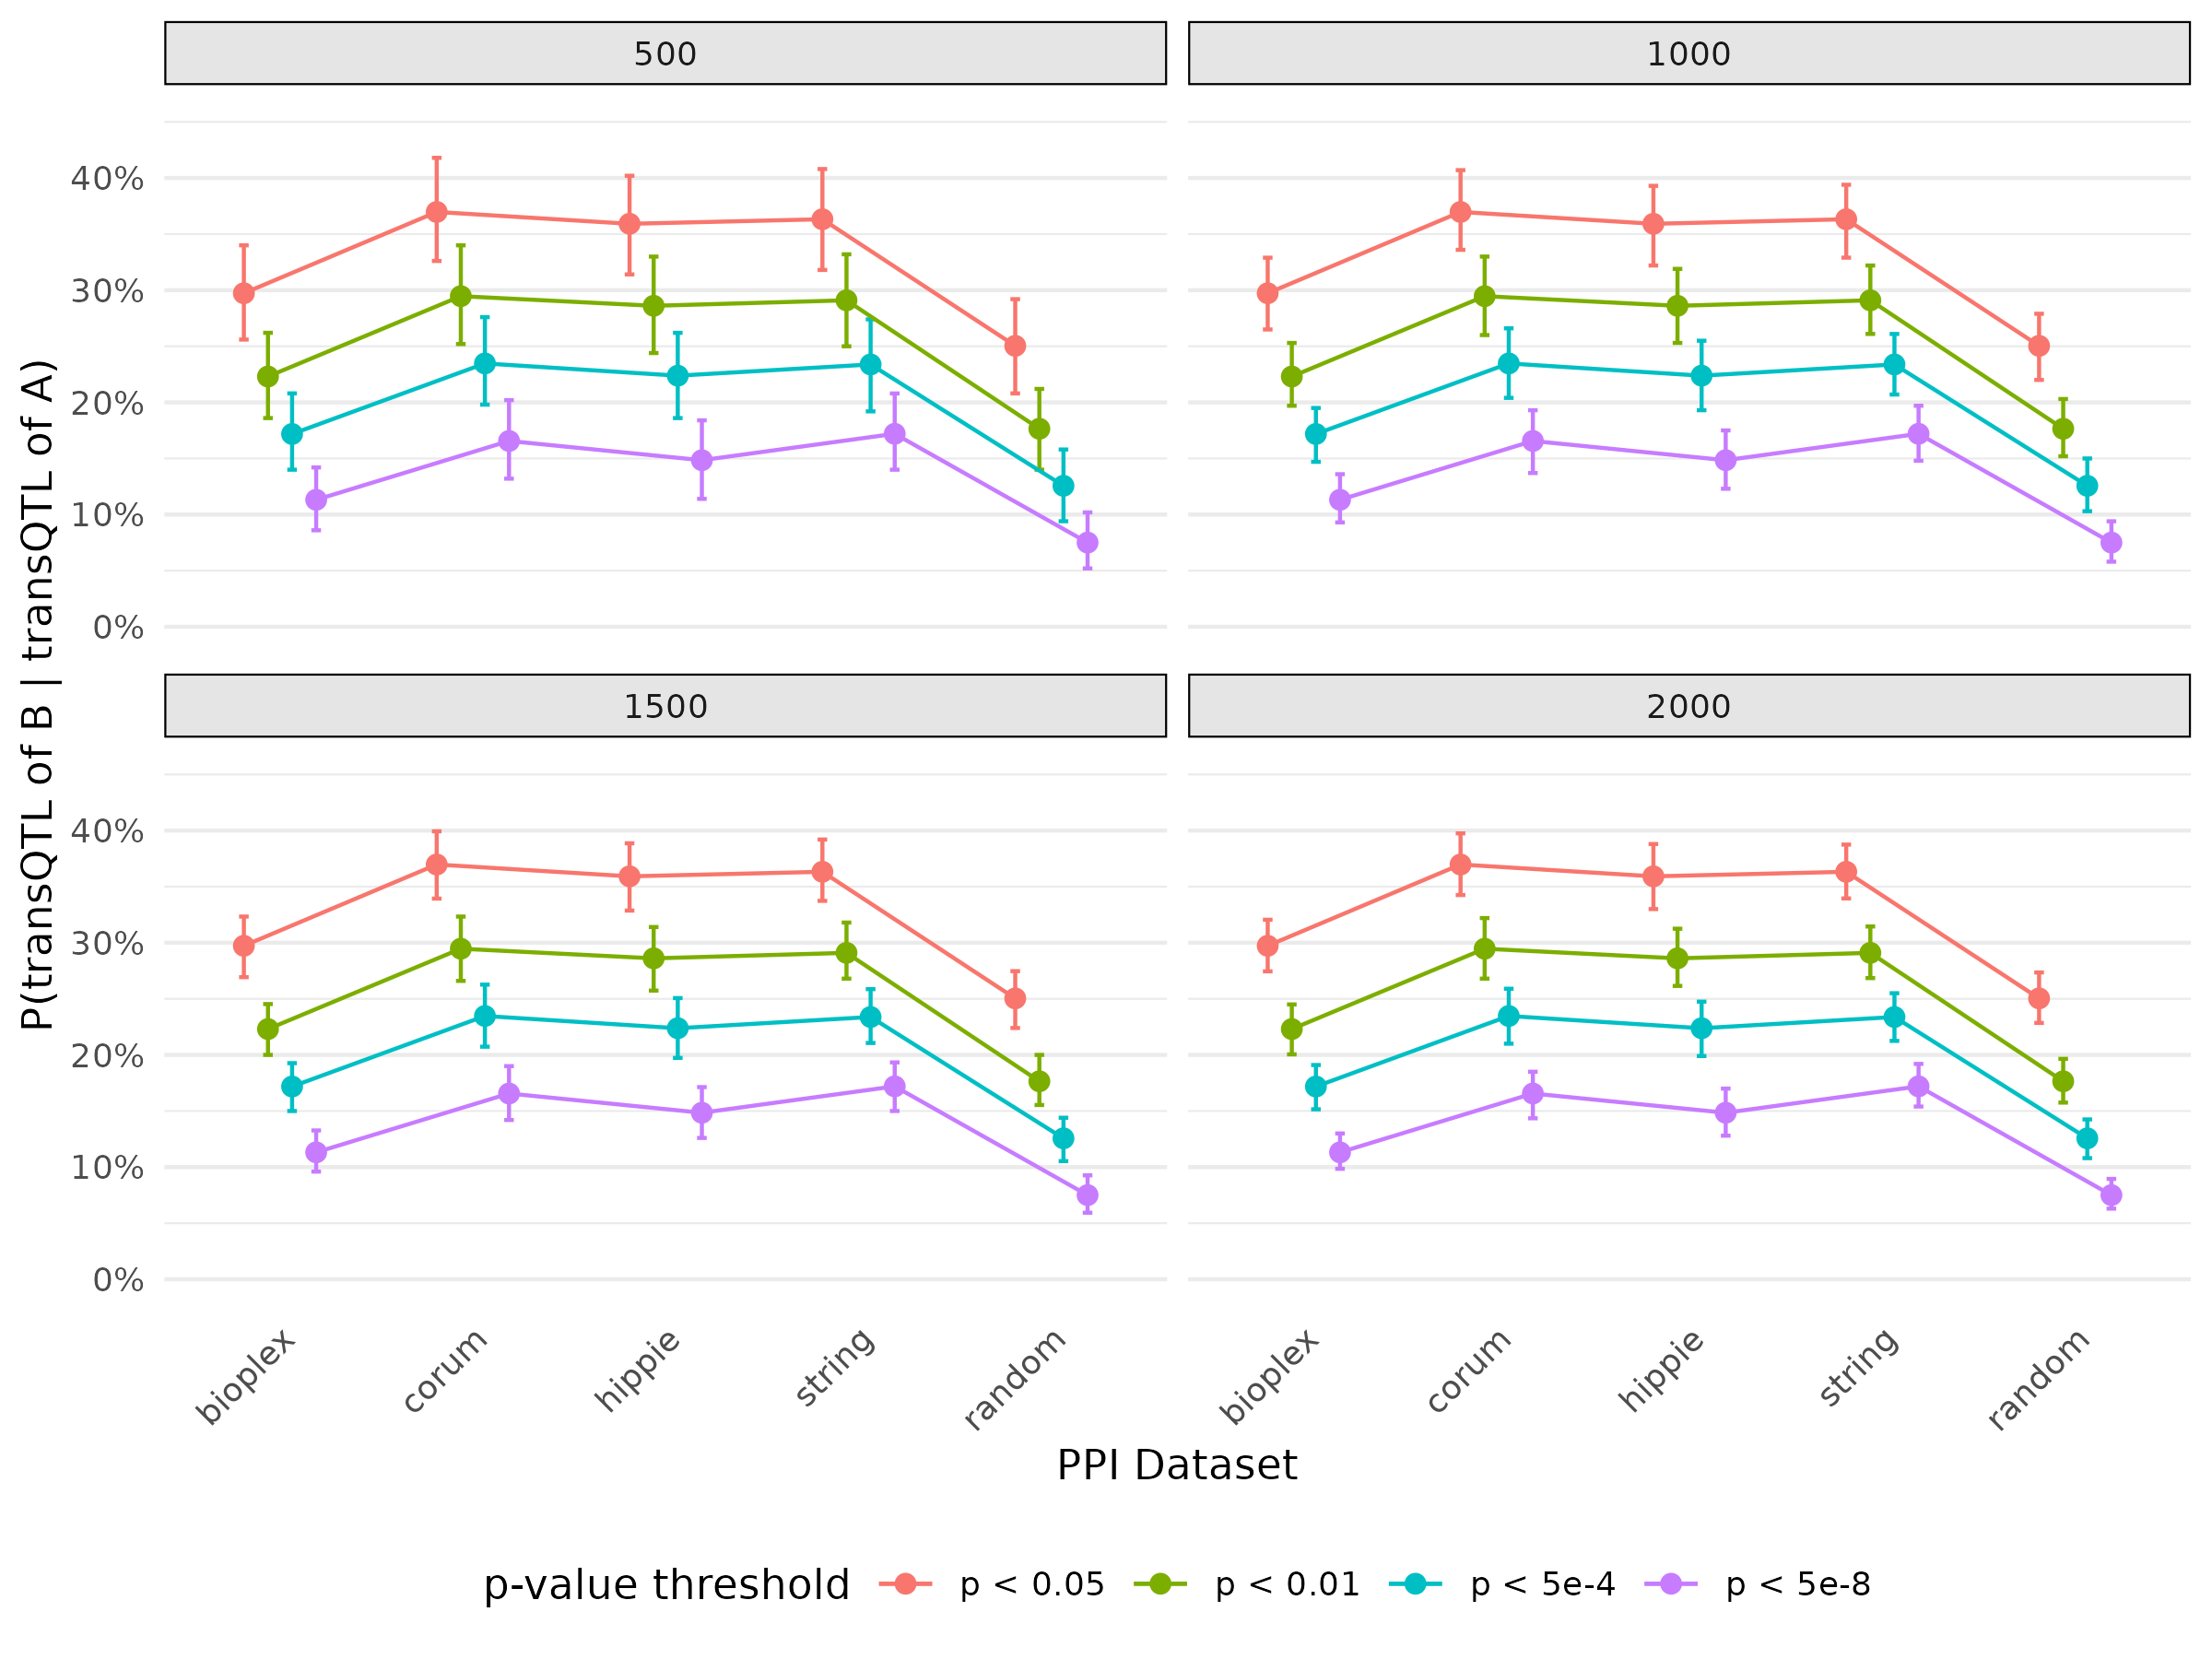 500
1000
40%
30%
20%
10%
0%
1500
2000
40%
30%
20%
10%
0%
P(transQTL of B | transQTL of A)
bioplex
corum
hippie
string
random
bioplex
corum
hippie
string
random
PPI Dataset
p-value threshold p < 0.05 p < 0.01 p < 5e-4 p < 5e-8